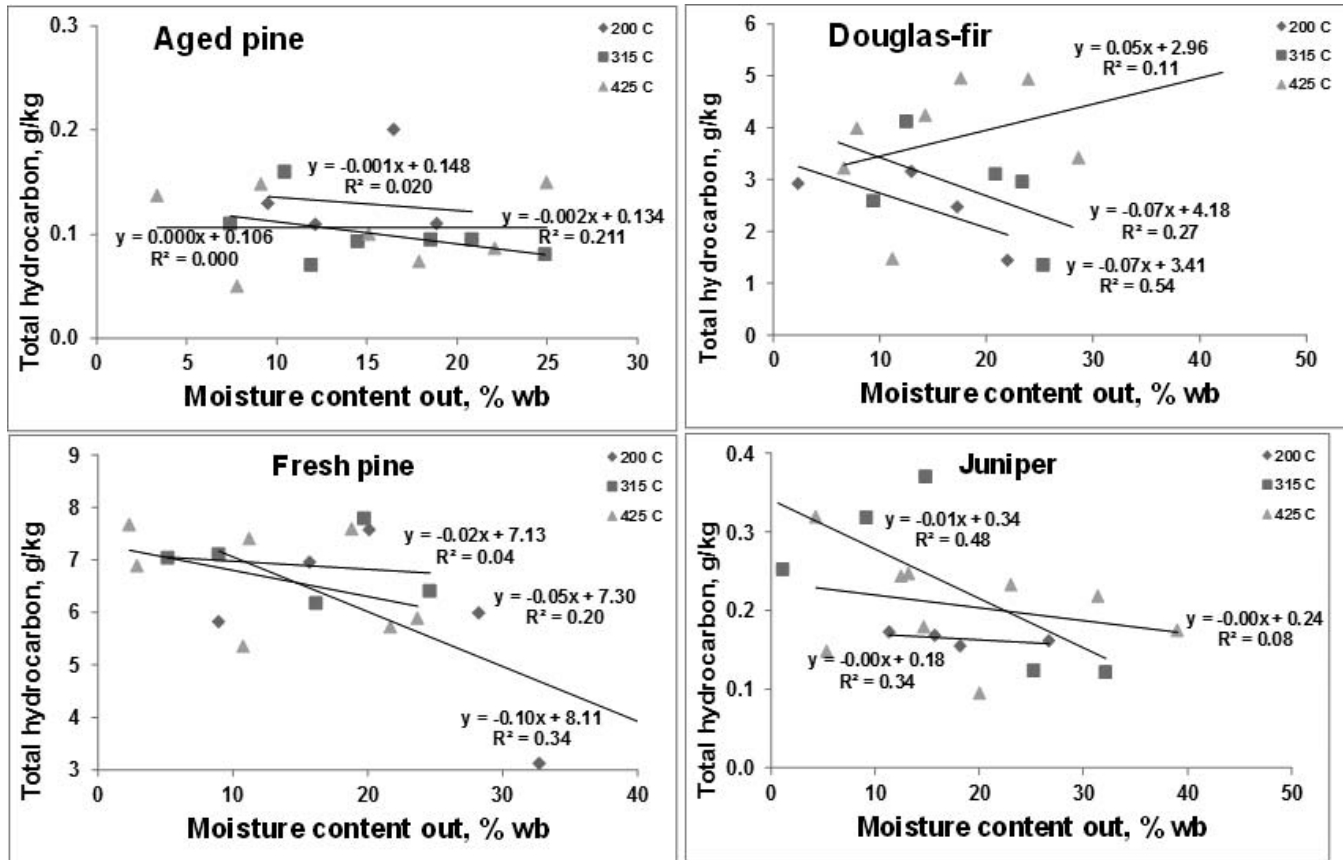 Aged pine
200 C
315 C
425 C
Total hydrocarbon, g/kg
0.3
0.2
0.1
0.0
y = -0.001x + 0.148
R² = 0.020
y = -0.002x + 0.134
R² = 0.211
y = 0.000x + 0.106
R² = 0.000
0
5
10
15
20
25
30
Moisture content out, % wb
Douglas-fir
200 C
315 C
425 C
Total hydrocarbon, g/kg
6
5
4
3
2
1
0
y = 0.05x + 2.96
R² = 0.11
y = -0.07x + 4.18
R² = 0.27
y = -0.07x + 3.41
R² = 0.54
0
10
20
30
40
50
Moisture content out, % wb
Fresh pine
200 C
315 C
425 C
Total hydrocarbon, g/kg
9
8
7
6
5
4
3
y = -0.02x + 7.13
R² = 0.04
y = -0.05x + 7.30
R² = 0.20
y = -0.10x + 8.11
R² = 0.34
0
10
20
30
40
Moisture content out, % wb
Juniper
200 C
315 C
425 C
Total hydrocarbon, g/kg
0.4
0.3
0.2
0.1
0.0
y = -0.01x + 0.34
R² = 0.48
y = -0.00x + 0.24
R² = 0.08
y = -0.00x + 0.18
R² = 0.34
0
10
20
30
40
50
Moisture content out, % wb